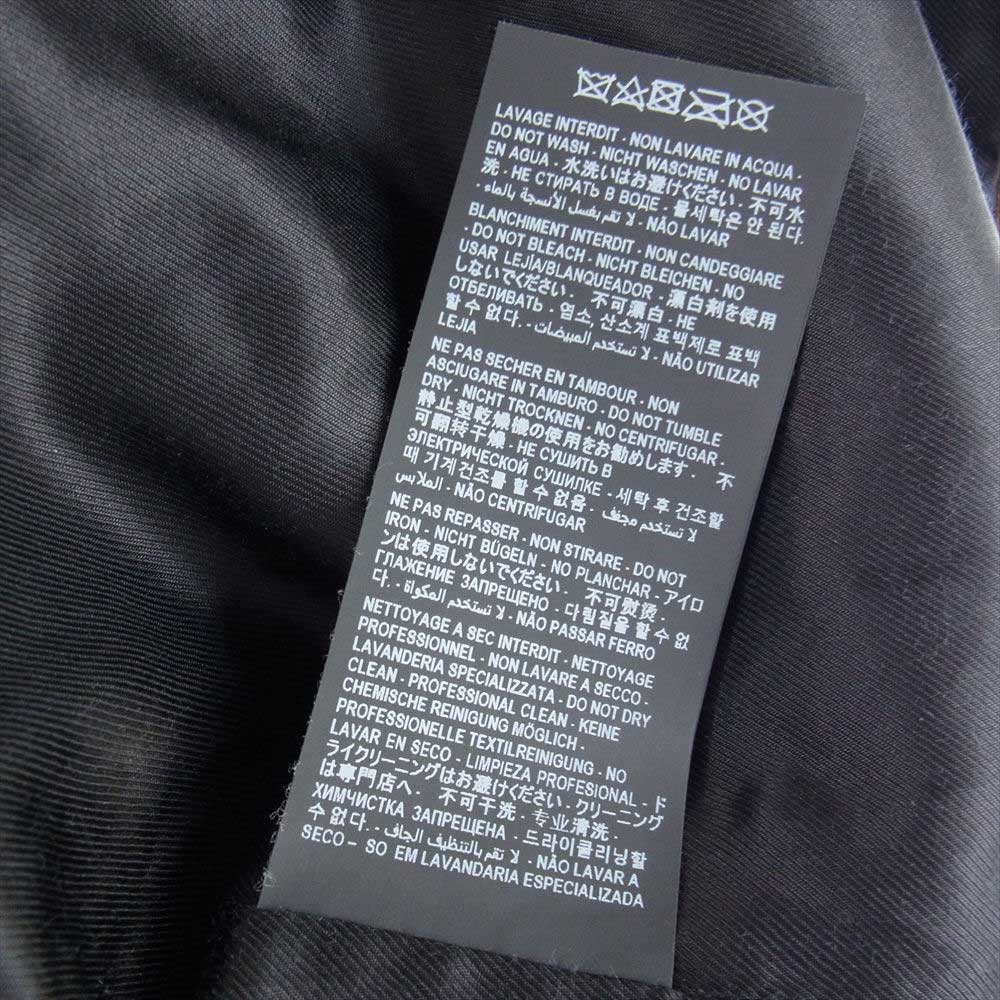 LAVAGE INTERDIT - NON LAVARE IN ACQUA -
DO NOT WASH - NICHT WASCHEN - NO LAVAR
EN AGUA - 水洗いはお避けください - 不可水
洗 - НЕ СТИРАТЬ В ВОДЕ - 물세탁은 안 된다.
- لا تقم بغسل الأنسجة بالماء - NÃO LAVAR
BLANCHIMENT INTERDIT - NON CANDEGGIARE
- DO NOT BLEACH - NICHT BLEICHEN - NO
USAR LEJÍA/BLANQUEADOR - 漂白剤を使用
しないでください. 不可漂白 - НЕ
ОТБЕЛИВАТЬ - 염소, 산소계 표백제로 표백
할 수 없다. - لا تستخدم المبيضات - NÃO UTILIZAR
LEJIA
NE PAS SECHER EN TAMBOUR - NON
ASCIUGARE IN TAMBURO - DO NOT TUMBLE
DRY - NICHT TROCKNEN - NO CENTRIFUGAR -
静止型乾燥機の使用をお勧めします - 不
可翻转干燥 - НЕ СУШИТЬ В
ЭЛЕКТРИЧЕСКОЙ СУШИЛКЕ - 세탁 후 건조할
때 기계건조를 할 수 없음 - لا تستخدم مجفف
الملابس - NÃO CENTRIFUGAR
NE PAS REPASSER - NON STIRARE - DO NOT
IRON - NICHT BÜGELN - NO PLANCHAR - アイロ
ンは使用しないでください. 不可熨烫 -
ГЛАЖЕНИЕ ЗАПРЕЩЕНО - 다림질을 할 수 없
다. - لا تستخدم المكواة - NÃO PASSAR FERRO
NETTOYAGE A SEC INTERDIT - NETTOYAGE
PROFESSIONNEL - NON LAVARE A SECCO -
LAVANDERIA SPECIALIZZATA - DO NOT DRY
CLEAN - PROFESSIONAL CLEAN - KEINE
CHEMISCHE REINIGUNG MÖGLICH -
PROFESSIONELLE TEXTILREINIGUNG - NO
LAVAR EN SECO - LIMPIEZA PROFESIONAL - ド
ライクリーニングはお避けください - クリーニング
は専門店へ. 不可干洗 - 专业清洗 -
ХИМЧИСТКА ЗАПРЕЩЕНА - 드라이클리닝할
수 없다. - لا تقم بالتنظيف الجاف - NÃO LAVAR A
SECO - SO EM LAVANDARIA ESPECIALIZADA